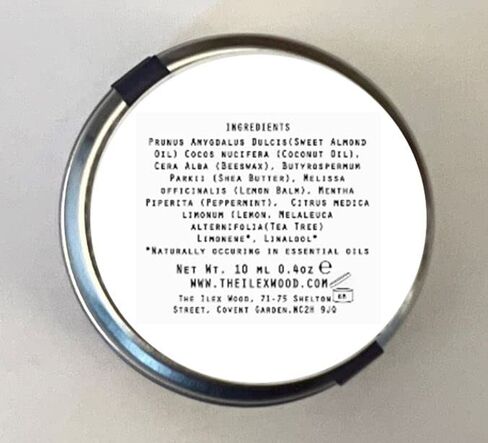 INGREDIENTS
PRUNUS AMYGDALUS DULCIS(SWEET ALMOND
OIL) COCOS NUCIFERA (COCONUT OIL),
CERA ALBA (BEESWAX), BUTYROSPERMUM
PARKII (SHEA BUTTER), MELISSA
OFFICINALIS (LEMON BALM), MENTHA
PIPERITA (PEPPERMINT), CITRUS MEDICA
LIMONUM (LEMON, MELALEUCA
ALTERNIFOLIA(TEA TREE)
LIMONENE*, LINALOOL*
*NATURALLY OCCURING IN ESSENTIAL OILS
NET WT. 10 ML 0.4OZ ℮
WWW.THEILEXWOOD.COM
THE ILEX WOOD, 71-75 SHELTON
STREET, COVENT GARDEN.WC2H 9JQ